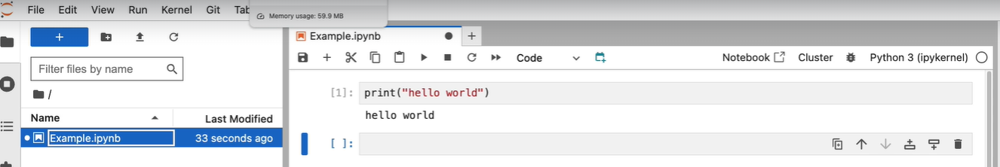 File Edit View Run Kernel Git Tab
Memory usage: 59.9 MB
Example.ipynb
Filter files by name
Code
Notebook Cluster Python 3 (ipykernel)
/
Name Last Modified
Example.ipynb 33 seconds ago
[1]: print("hello world")
hello world
[ ]: